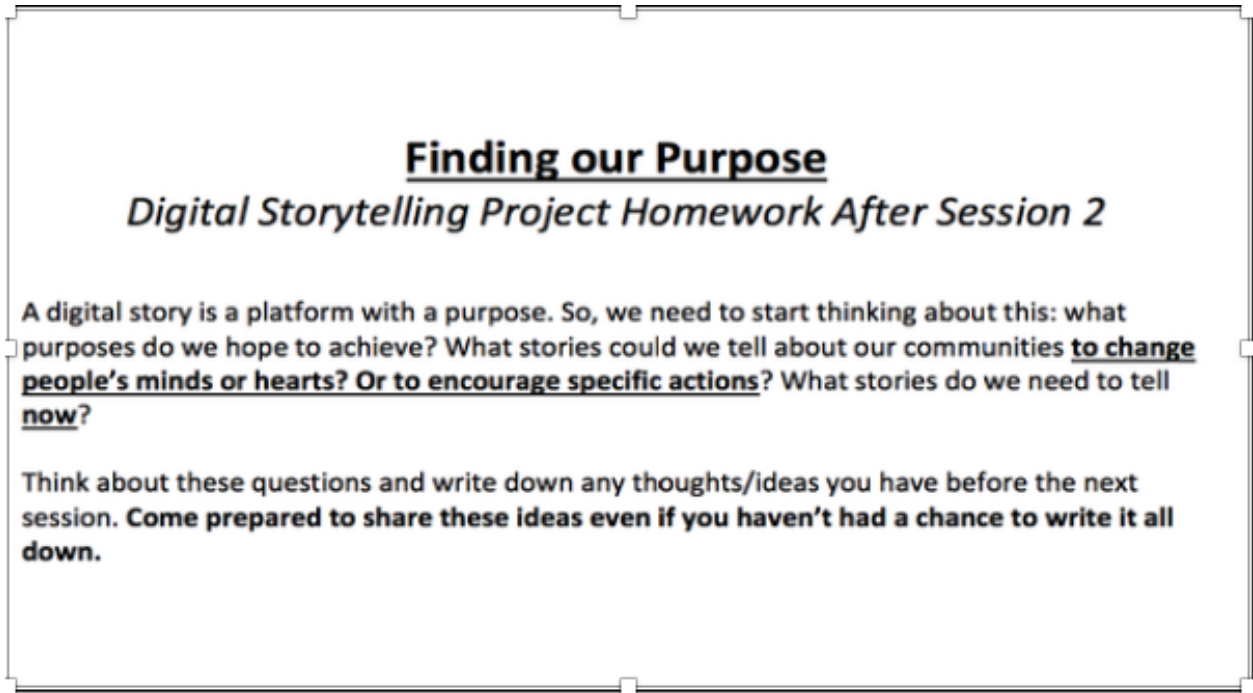 Finding our Purpose
Digital Storytelling Project Homework After Session 2
A digital story is a platform with a purpose. So, we need to start thinking about this: what
purposes do we hope to achieve? What stories could we tell about our communities to change
people's minds or hearts? Or to encourage specific actions? What stories do we need to tell
now?
Think about these questions and write down any thoughts/ideas you have before the next
session. Come prepared to share these ideas even if you haven't had a chance to write it all
down.